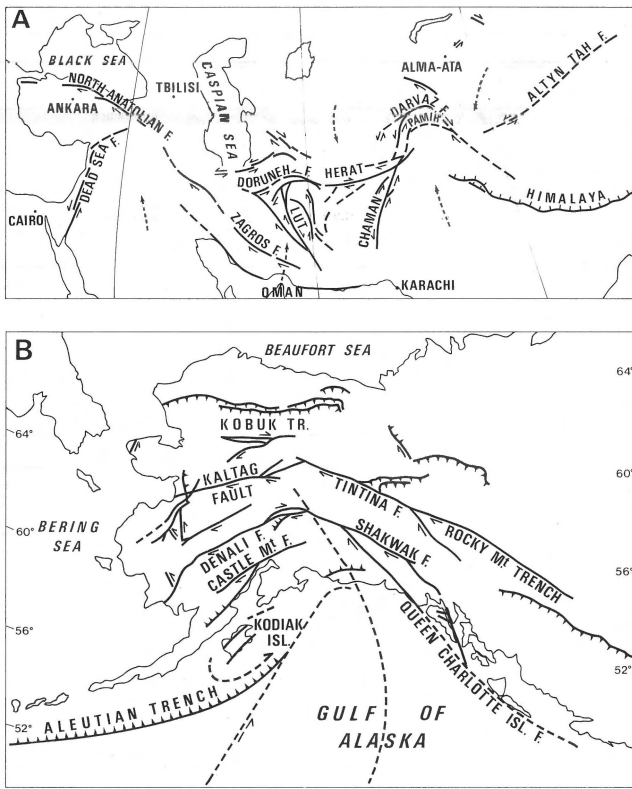 A
BLACK SEA
NORTH-ANATOLIAN F.
ANKARA
TBILISI
CASPIAN SEA
ALMA-ATA
ALTYN TAH F.
DARVAZ F.
PAMIR
DEAD SEA F.
DORUNEH F.
HERAT
HIMALAYA
CAIRO
ZAGROS F.
LUT
CHAMAN
OMAN
KARACHI
B
BEAUFORT SEA
64°
64°
KOBUK TR.
KALTAG
FAULT
TINTINA F.
60°
60°
BERING
SEA
DENALI F.
CASTLE Mt F.
SHAKWAK F.
ROCKY Mt TRENCH
56°
56°
KODIAK
ISL.
QUEEN CHARLOTTE ISL. F.
52°
52°
ALEUTIAN TRENCH
GULF OF
ALASKA